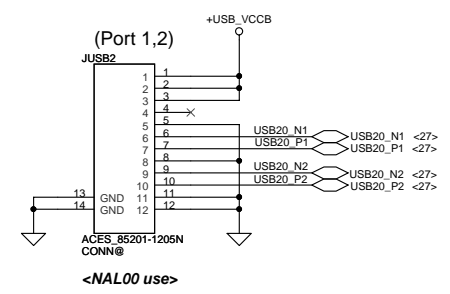 +USB_VCCB
(Port 1,2)
JUSB2
1 1
2 2
3 3
4 4
5 5
6 6 USB20_N1 USB20_N1 <27>
7 7 USB20_P1 USB20_P1 <27>
8 8
9 9 USB20_N2 USB20_N2 <27>
10 10 USB20_P2 USB20_P2 <27>
13 GND 11 11
14 GND 12 12
ACES_85201-1205N
CONN@
<NAL00 use>